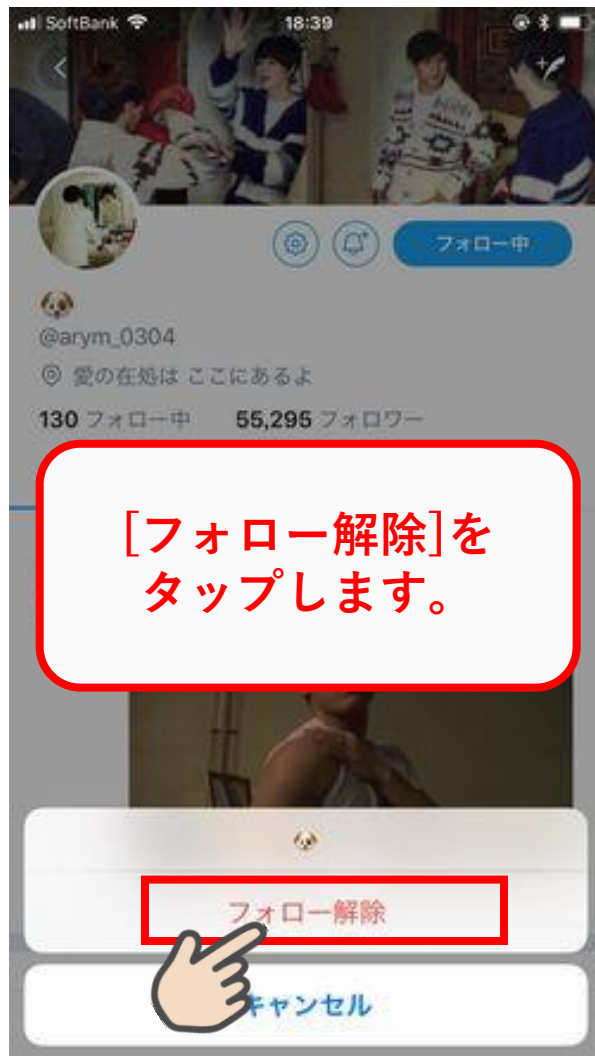 SoftBank 18:39
フォロー中
@arym_0304
愛の在処は ここにあるよ
130 フォロー中 55,295 フォロワー
[フォロー解除]を
タップします。
フォロー解除
キャンセル